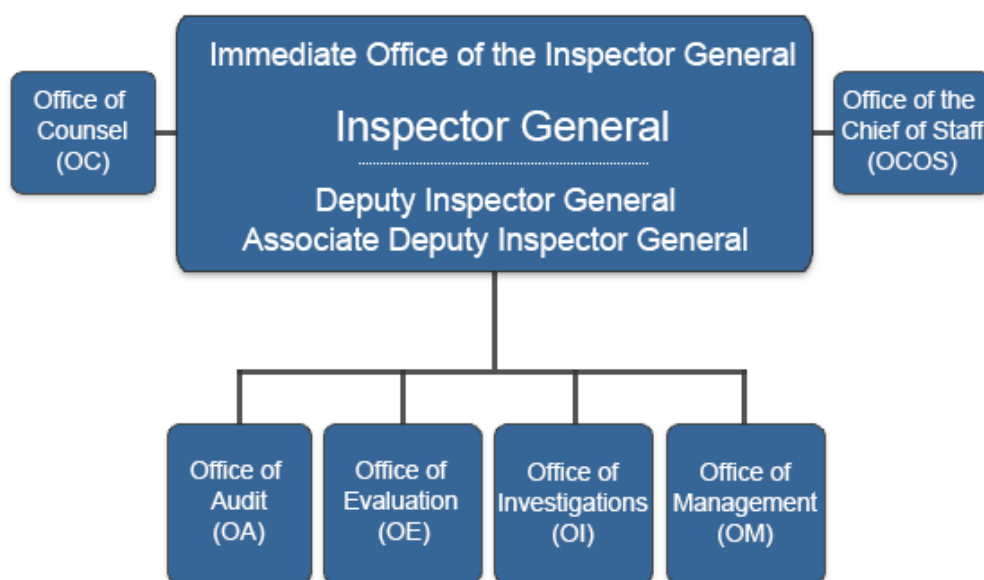 Immediate Office of the Inspector General
Inspector General
Deputy Inspector General
Associate Deputy Inspector General
Office of
Counsel
(OC)
Office of the
Chief of Staff
(OCOS)
Office of
Audit
(OA)
Office of
Evaluation
(OE)
Office of
Investigations
(OI)
Office of
Management
(OM)